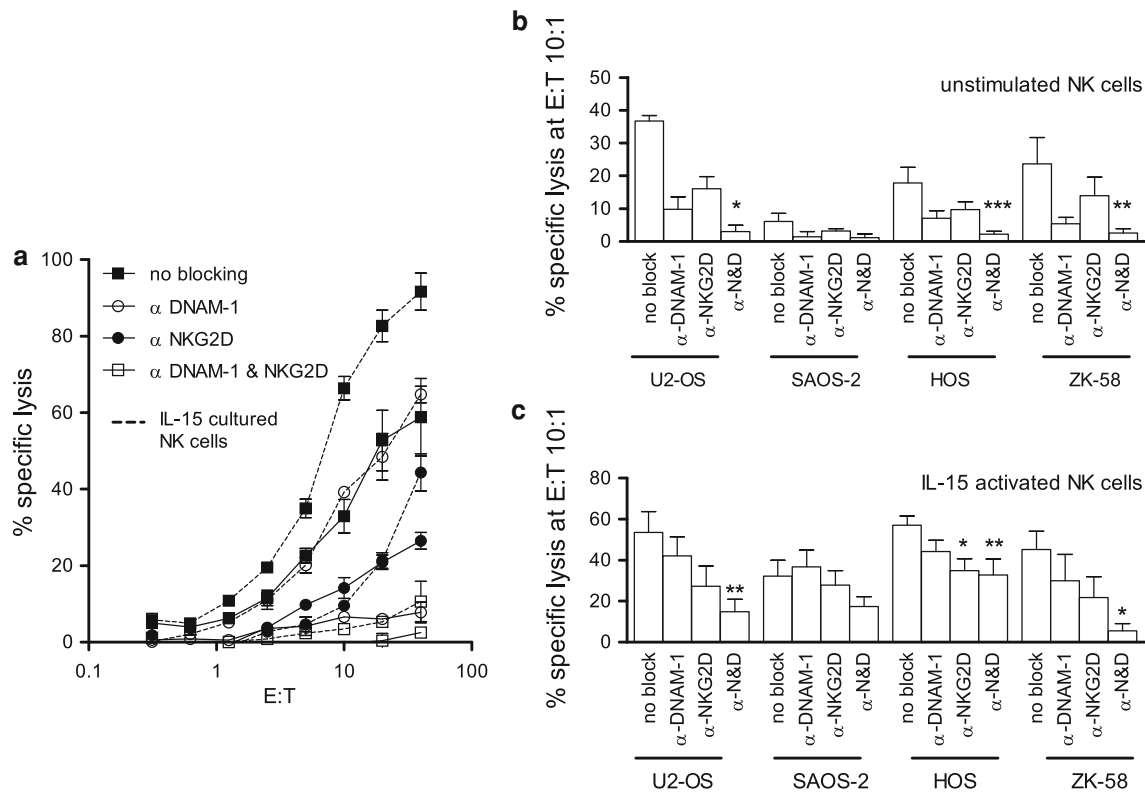 a
% specific lysis
100
80
60
40
20
0
0.1
1
10
100
E:T
no blocking
α DNAM-1
α NKG2D
α DNAM-1 & NKG2D
IL-15 cultured
NK cells
b
% specific lysis at E:T 10:1
50
40
30
20
10
0
unstimulated NK cells
*
***
**
no block
α-DNAM-1
α-NKG2D
α-N&D
no block
α-DNAM-1
α-NKG2D
α-N&D
no block
α-DNAM-1
α-NKG2D
α-N&D
no block
α-DNAM-1
α-NKG2D
α-N&D
U2-OS
SAOS-2
HOS
ZK-58
c
% specific lysis at E:T 10:1
80
60
40
20
0
IL-15 activated NK cells
**
*
**
*
no block
α-DNAM-1
α-NKG2D
α-N&D
no block
α-DNAM-1
α-NKG2D
α-N&D
no block
α-DNAM-1
α-NKG2D
α-N&D
no block
α-DNAM-1
α-NKG2D
α-N&D
U2-OS
SAOS-2
HOS
ZK-58